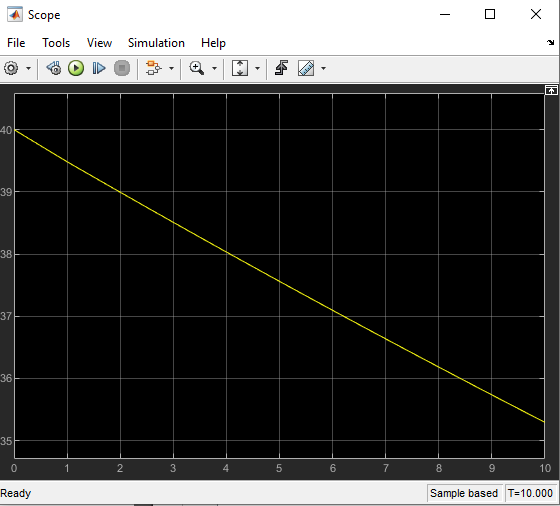 Scope
File Tools View Simulation Help
40
39
38
37
36
35
0 1 2 3 4 5 6 7 8 9 10
Ready Sample based T=10.000